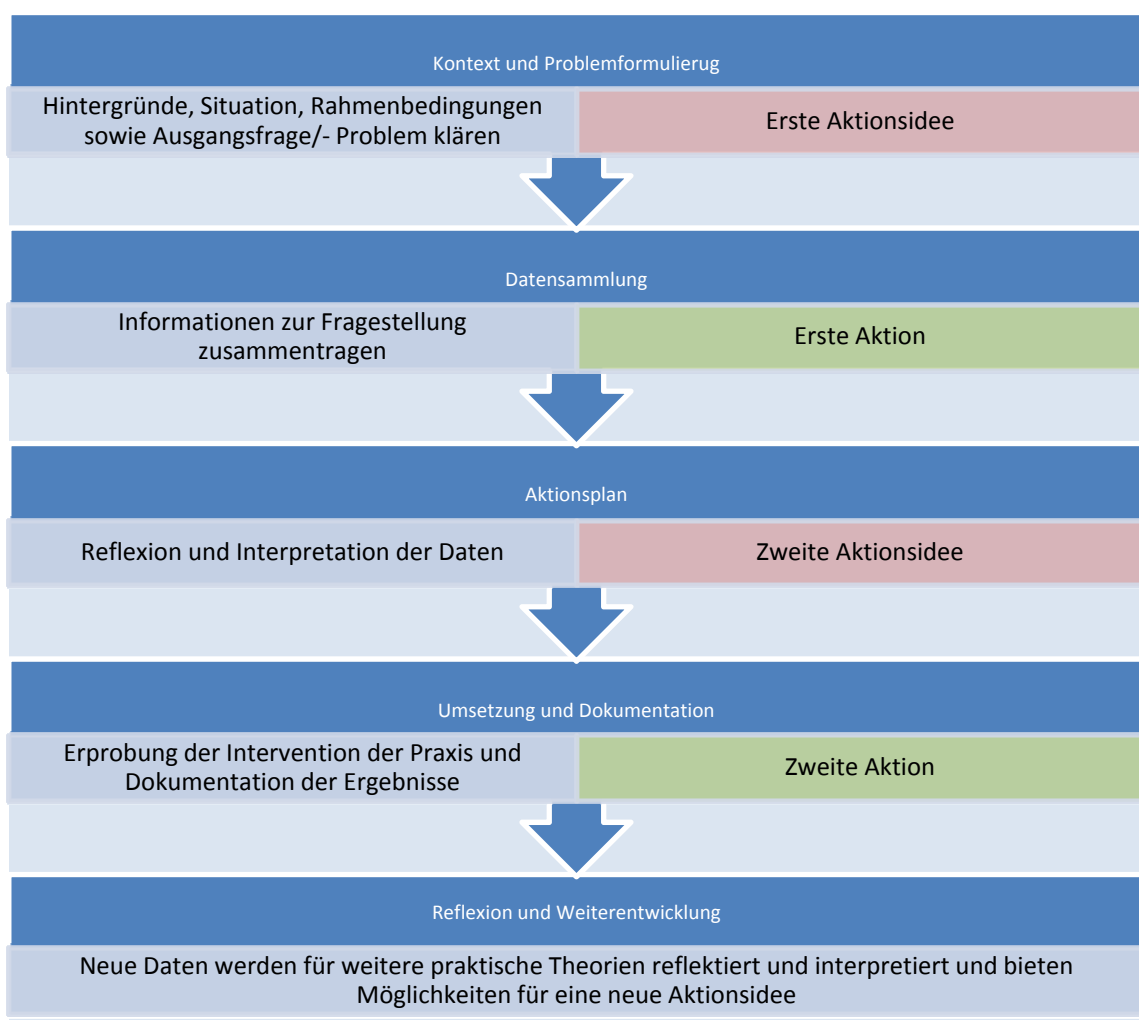 Kontext und Problemformulierug
Hintergründe, Situation, Rahmenbedingungen
sowie Ausgangsfrage/- Problem klären
Erste Aktionsidee
Datensammlung
Informationen zur Fragestellung
zusammentragen
Erste Aktion
Aktionsplan
Reflexion und Interpretation der Daten
Zweite Aktionsidee
Umsetzung und Dokumentation
Erprobung der Intervention der Praxis und
Dokumentation der Ergebnisse
Zweite Aktion
Reflexion und Weiterentwicklung
Neue Daten werden für weitere praktische Theorien reflektiert und interpretiert und bieten
Möglichkeiten für eine neue Aktionsidee